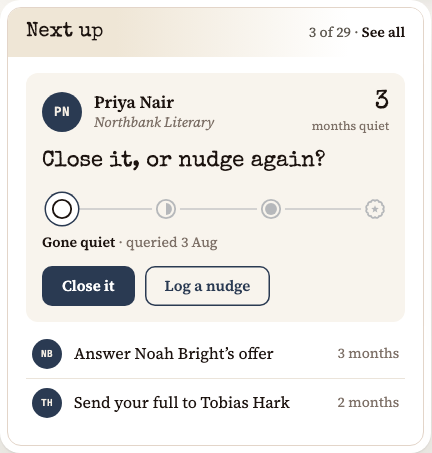 Next up
3 of 29 · See all
PN
Priya Nair
3
Northbank Literary
months quiet
Close it, or nudge again?
Gone quiet · queried 3 Aug
Close it
Log a nudge
NB
Answer Noah Bright’s offer
3 months
TH
Send your full to Tobias Hark
2 months